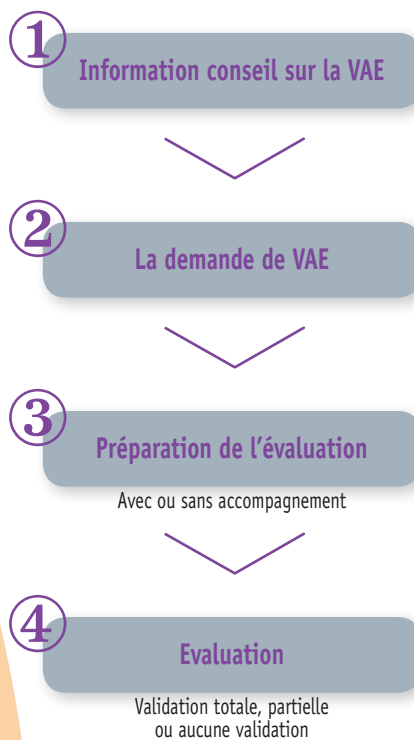 1
Information conseil sur la VAE
2
La demande de VAE
3
Préparation de l'évaluation
Avec ou sans accompagnement
4
Evaluation
Validation totale, partielle
ou aucune validation